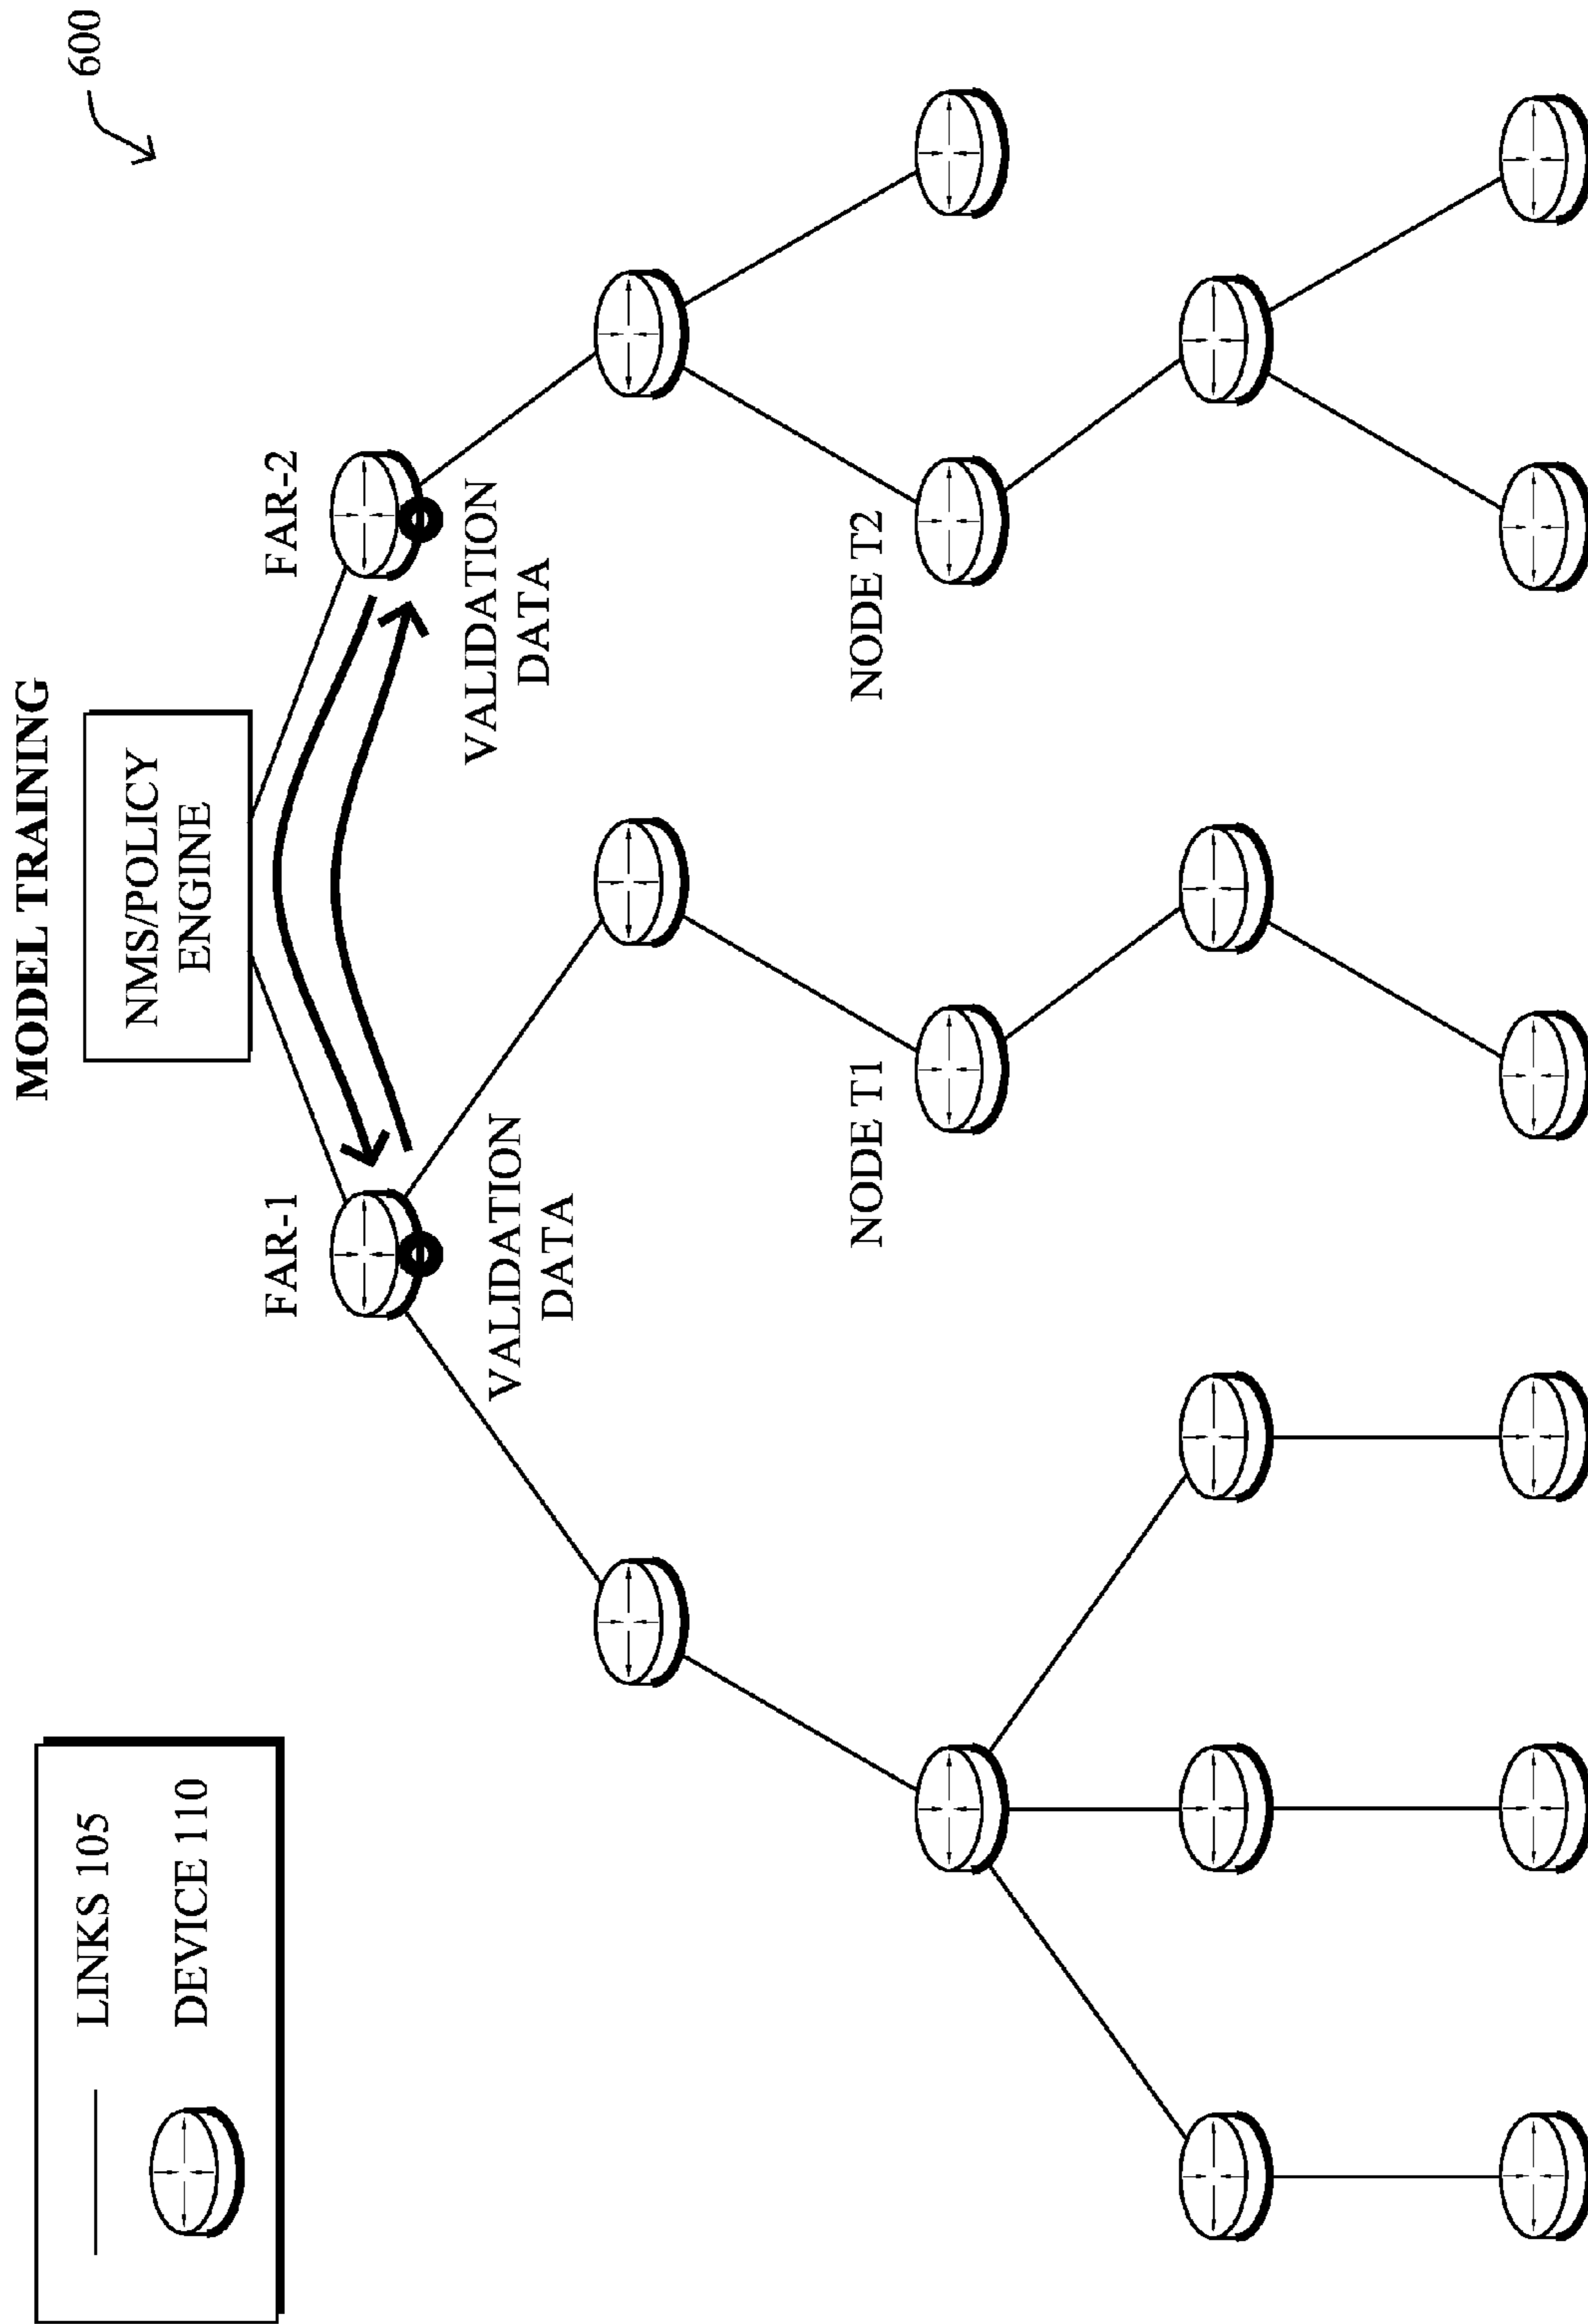 LINKS 105
DEVICE 110
MODEL TRAINING
NMS/POLICY
ENGINE
600
FAR-1
FAR-2
VALIDATION
DATA
VALIDATION
DATA
NODE T1
NODE T2